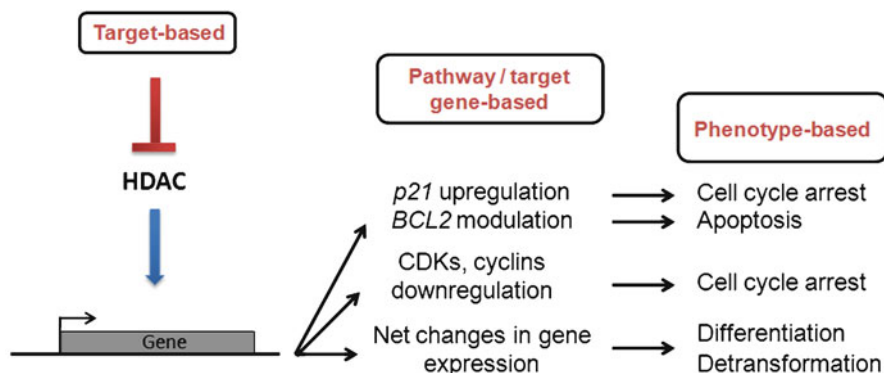 Target-based
HDAC
Gene
Pathway / target
gene-based
p21 upregulation
BCL2 modulation
CDKs, cyclins
downregulation
Net changes in gene
expression
Phenotype-based
Cell cycle arrest
Apoptosis
Cell cycle arrest
Differentiation
Detransformation